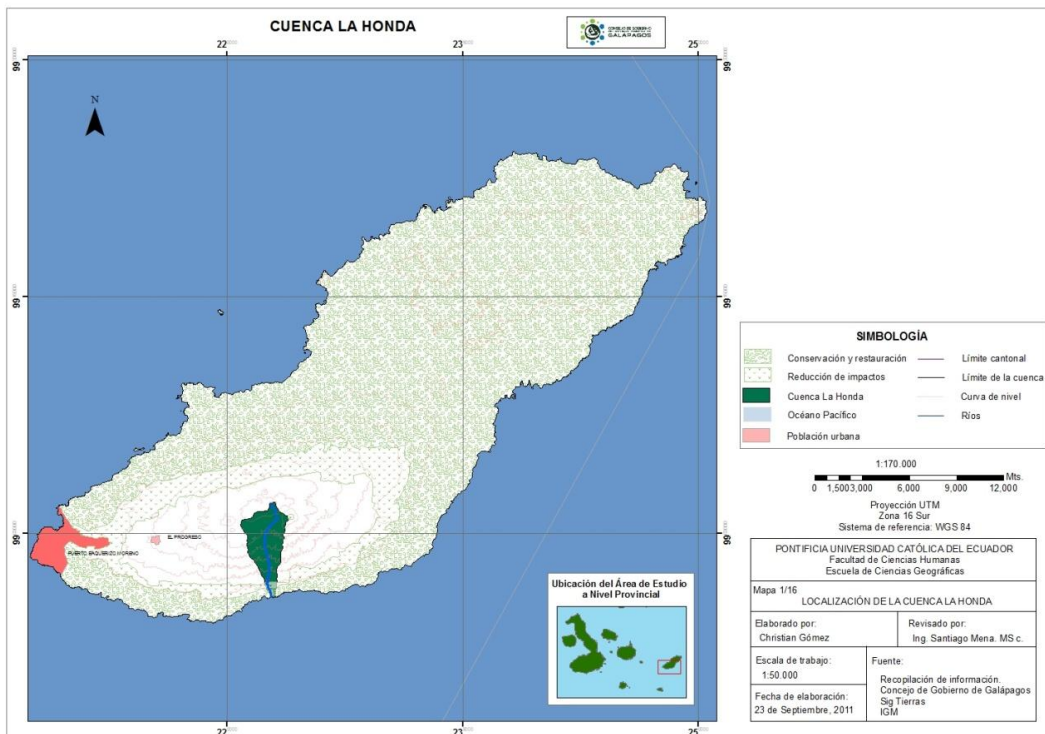 CUENCA LA HONDA
CONSEJO DE GOBIERNO
GALÁPAGOS
22
23
25
99
99
99
99
99
99
N
PUERTO BAQUERIZO MORENO
EL PROGRESO
22
23
25
Ubicación del Área de Estudio
a Nivel Provincial
SIMBOLOGÍA
Conservación y restauración
Reducción de impactos
Cuenca La Honda
Océano Pacífico
Población urbana
Límite cantonal
Límite de la cuenca
Curva de nivel
Ríos
1:170.000
Mts.
0 1,500 3,000 6,000 9,000 12,000
Proyección UTM
Zona 16 Sur
Sistema de referencia: WGS 84
PONTIFICIA UNIVERSIDAD CATÓLICA DEL ECUADOR
Facultad de Ciencias Humanas
Escuela de Ciencias Geográficas
Mapa 1/16
LOCALIZACIÓN DE LA CUENCA LA HONDA
Elaborado por:
Christian Gómez
Revisado por:
Ing. Santiago Mena. MS c.
Escala de trabajo:
1:50.000
Fecha de elaboración:
23 de Septiembre, 2011
Fuente:
Recopilación de información.
Concejo de Gobierno de Galápagos
Sig Tierras
IGM